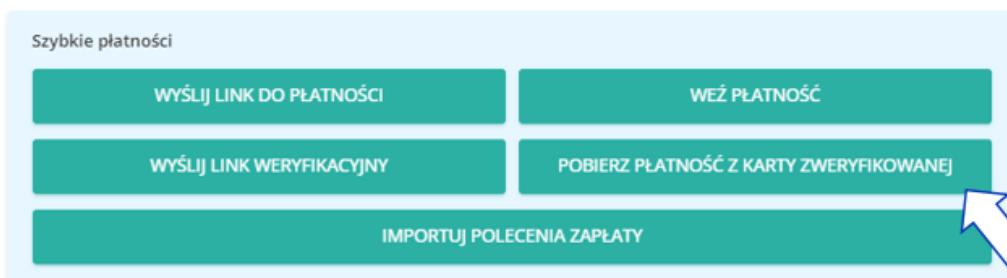 Szybkie płatności
WYŚLIJ LINK DO PŁATNOŚCI
WEŹ PŁATNOŚĆ
WYŚLIJ LINK WERYFIKACYJNY
POBIERZ PŁATNOŚĆ Z KARTY ZWERYFIKOWANEJ
IMPORTUJ POLECENIA ZAPŁATY